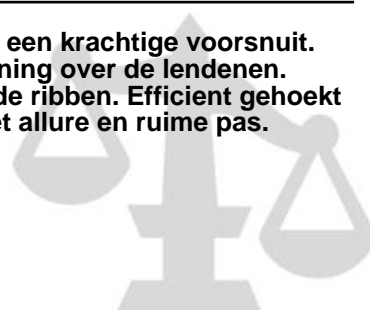 een krachtige voorsnuit.
ning over de lendenen.
de ribben. Efficient gehoekt
et allure en ruime pas.